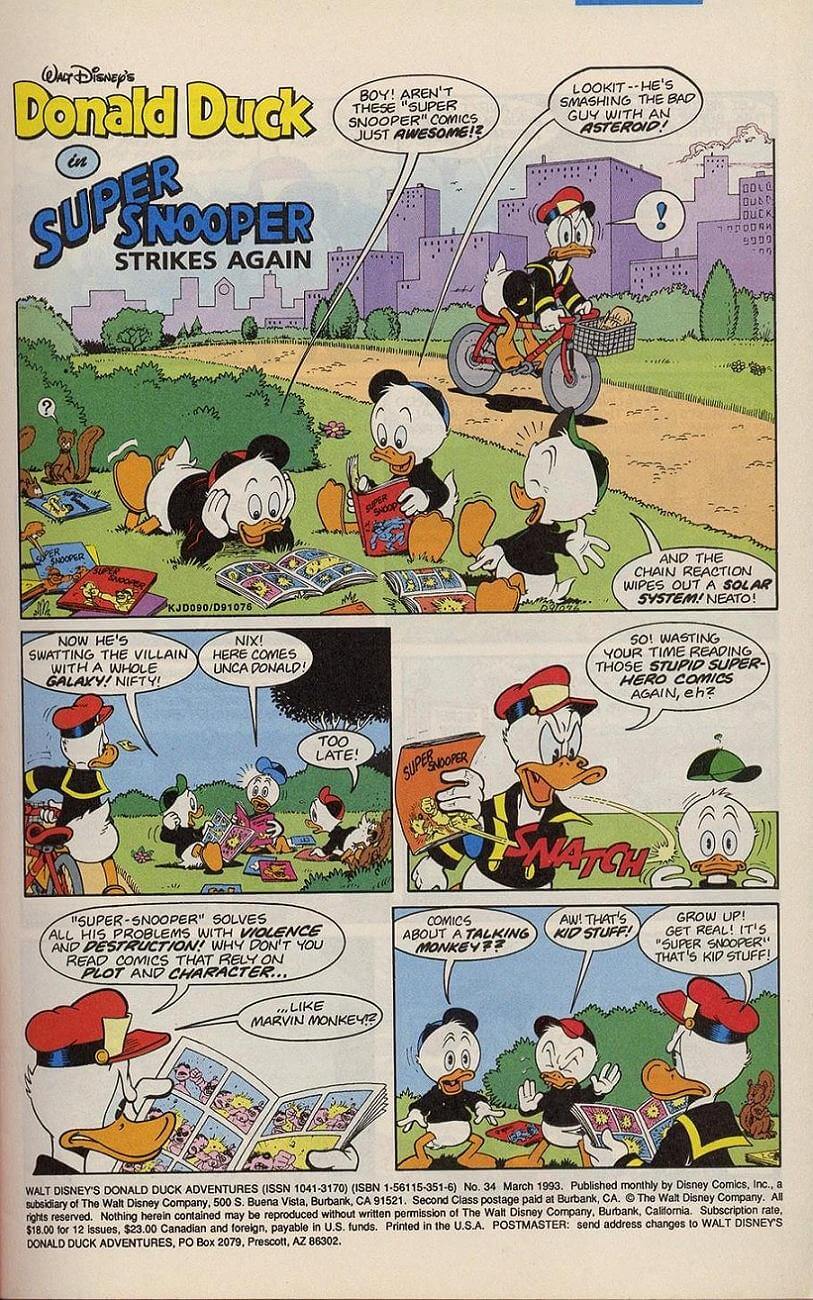 WALT DISNEY'S
Donald Duck
in
SUPER
SNOOPER
STRIKES AGAIN
BOY! AREN'T
THESE "SUPER
SNOOPER" COMICS
JUST AWESOME!?
LOOKIT--HE'S
SMASHING THE BAD
GUY WITH AN
ASTEROID!
!
?
SUPER
SNOOP
SUPER
SNOOPER
SUPER
SNOOPER
AND THE
CHAIN REACTION
WIPES OUT A SOLAR
SYSTEM! NEATO!
KJD090/D91076
D91076
NOW HE'S
SWATTING THE VILLAIN
WITH A WHOLE
GALAXY! NIFTY!
NIX!
HERE COMES
UNCA DONALD!
TOO
LATE!
SO! WASTING
YOUR TIME READING
THOSE STUPID SUPER-
HERO COMICS
AGAIN, eh?
SUPER
SNOOPER
SNATCH
"SUPER-SNOOPER" SOLVES
ALL HIS PROBLEMS WITH VIOLENCE
AND DESTRUCTION! WHY DON'T YOU
READ COMICS THAT RELY ON
PLOT AND CHARACTER...
...LIKE
MARVIN MONKEY!?
COMICS
ABOUT A TALKING
MONKEY??
AW! THAT'S
KID STUFF!
GROW UP!
GET REAL! IT'S
"SUPER SNOOPER"
THAT'S KID STUFF!
WALT DISNEY'S DONALD DUCK ADVENTURES (ISSN 1041-3170) (ISBN 1-56115-351-6) No. 34 March 1993. Published monthly by Disney Comics, Inc., a
subsidiary of The Walt Disney Company, 500 S. Buena Vista, Burbank, CA 91521. Second Class postage paid at Burbank, CA. © The Walt Disney Company. All
rights reserved. Nothing herein contained may be reproduced without written permission of The Walt Disney Company, Burbank, California. Subscription rate,
$18.00 for 12 issues, $23.00 Canadian and foreign, payable in U.S. funds. Printed in the U.S.A. POSTMASTER: send address changes to WALT DISNEY'S
DONALD DUCK ADVENTURES, PO Box 2079, Prescott, AZ 86302.